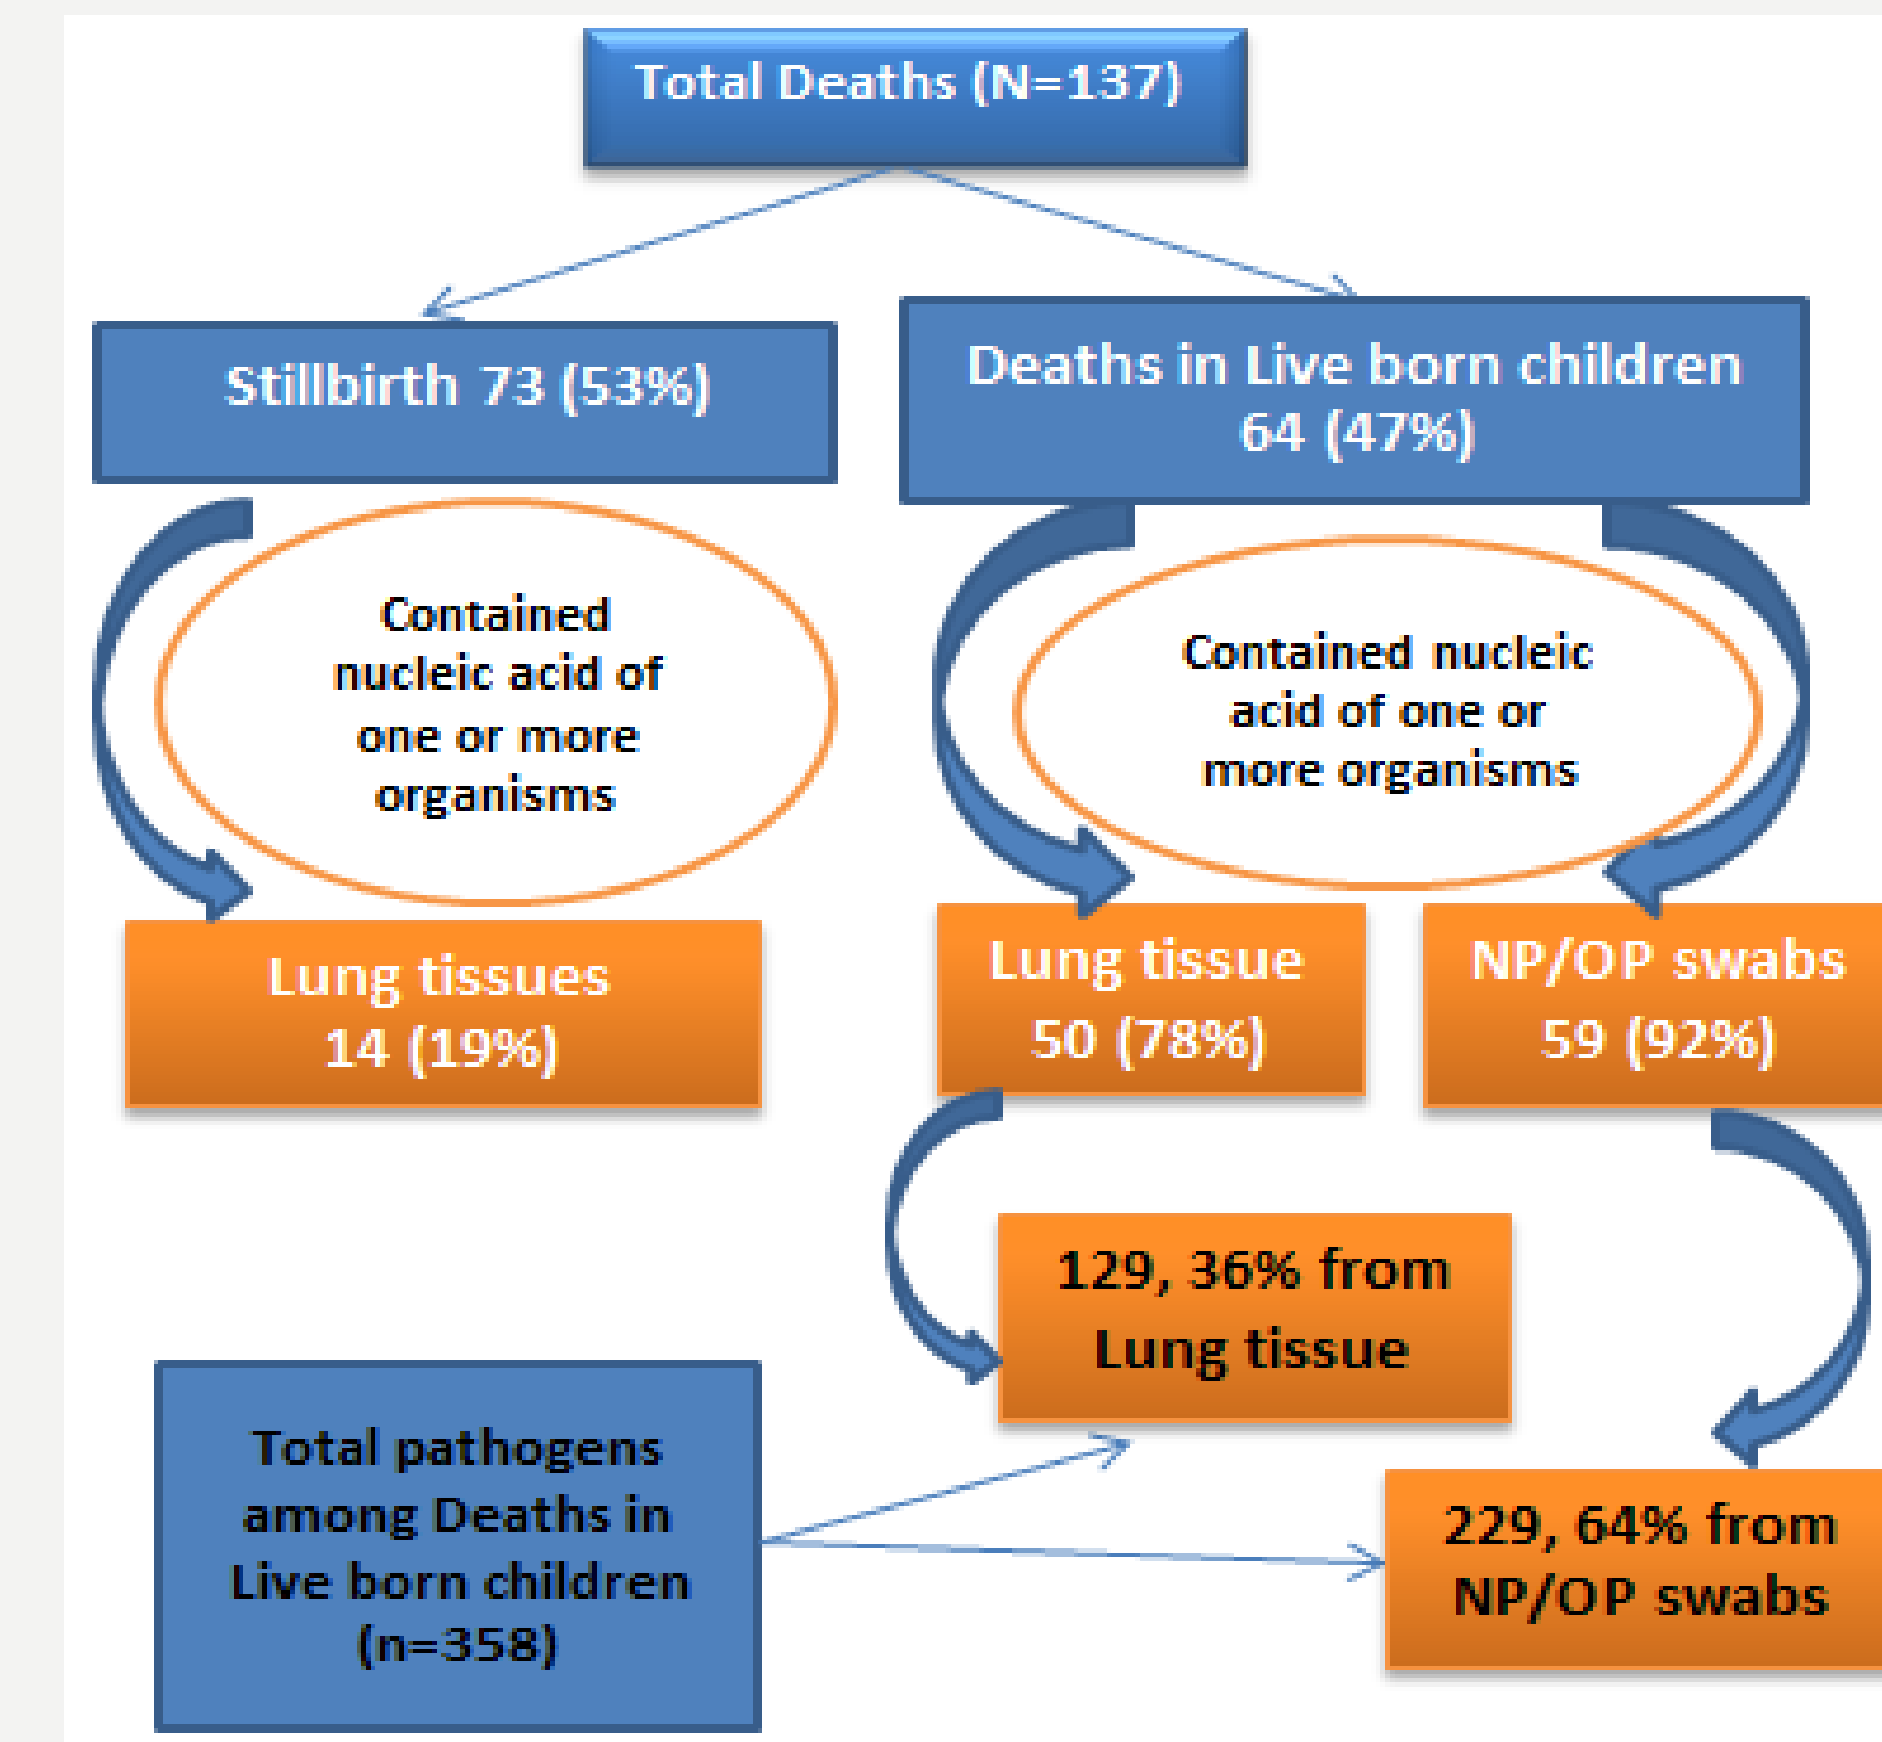 Total Deaths (N=137)
Stillbirth 73 (53%)
Deaths in Live born children
64 (47%)
Contained
nucleic acid of
one or more
organisms
Contained nucleic
acid of one or
more organisms
Lung tissues
14 (19%)
Lung tissue
50 (78%)
NP/OP swabs
59 (92%)
129, 36% from
Lung tissue
Total pathogens
among Deaths in
Live born children
(n=358)
229, 64% from
NP/OP swabs